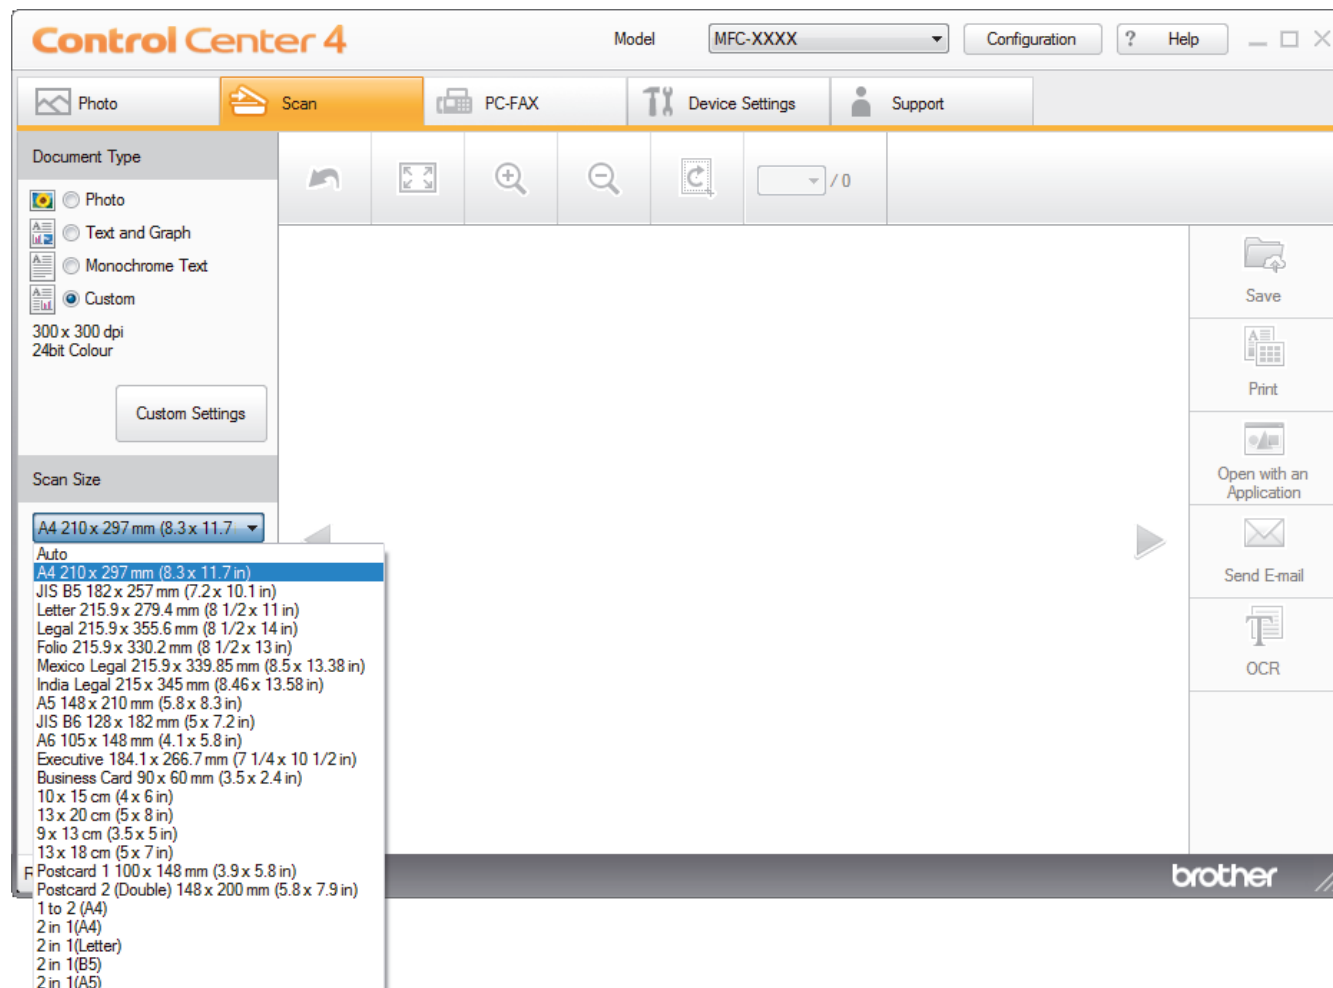 Control Center 4
Model
MFC-XXXX
Configuration
? Help
Photo
Scan
PC-FAX
Device Settings
Support
Document Type
/ 0
Photo
Text and Graph
Monochrome Text
Custom
300 x 300 dpi
24bit Colour
Custom Settings
Scan Size
A4 210 x 297 mm (8.3 x 11.7
Auto
A4 210 x 297 mm (8.3 x 11.7 in)
JIS B5 182 x 257 mm (7.2 x 10.1 in)
Letter 215.9 x 279.4 mm (8 1/2 x 11 in)
Legal 215.9 x 355.6 mm (8 1/2 x 14 in)
Folio 215.9 x 330.2 mm (8 1/2 x 13 in)
Mexico Legal 215.9 x 339.85 mm (8.5 x 13.38 in)
India Legal 215 x 345 mm (8.46 x 13.58 in)
A5 148 x 210 mm (5.8 x 8.3 in)
JIS B6 128 x 182 mm (5 x 7.2 in)
A6 105 x 148 mm (4.1 x 5.8 in)
Executive 184.1 x 266.7 mm (7 1/4 x 10 1/2 in)
Business Card 90 x 60 mm (3.5 x 2.4 in)
10 x 15 cm (4 x 6 in)
13 x 20 cm (5 x 8 in)
9 x 13 cm (3.5 x 5 in)
13 x 18 cm (5 x 7 in)
Postcard 1 100 x 148 mm (3.9 x 5.8 in)
Postcard 2 (Double) 148 x 200 mm (5.8 x 7.9 in)
1 to 2 (A4)
2 in 1(A4)
2 in 1(Letter)
2 in 1(B5)
2 in 1(A5)
Save
Print
Open with an
Application
Send E-mail
OCR
brother